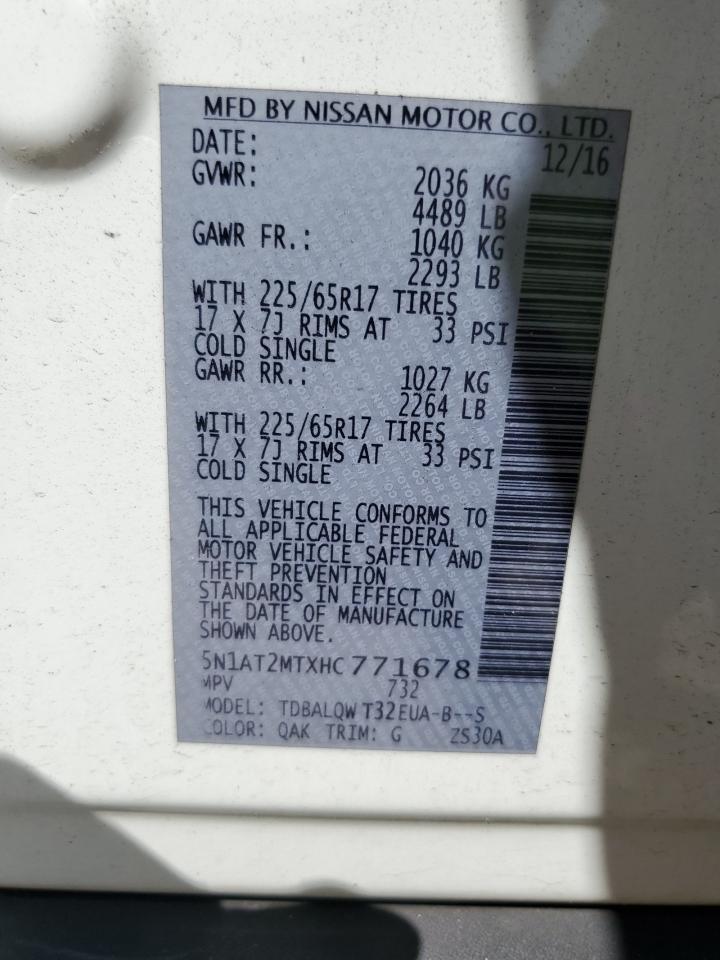 MFD BY NISSAN MOTOR CO., LTD.
DATE: 12/16
GVWR: 2036 KG
4489 LB
GAWR FR.: 1040 KG
2293 LB
WITH 225/65R17 TIRES
17 X 7J RIMS AT 33 PSI
COLD SINGLE
GAWR RR.: 1027 KG
2264 LB
WITH 225/65R17 TIRES
17 X 7J RIMS AT 33 PSI
COLD SINGLE
THIS VEHICLE CONFORMS TO
ALL APPLICABLE FEDERAL
MOTOR VEHICLE SAFETY AND
THEFT PREVENTION
STANDARDS IN EFFECT ON
THE DATE OF MANUFACTURE
SHOWN ABOVE.
5N1AT2MTXHC771678
MPV 732
MODEL: TDBALQW T32EUA-B--S
COLOR: QAK TRIM: G ZS30A